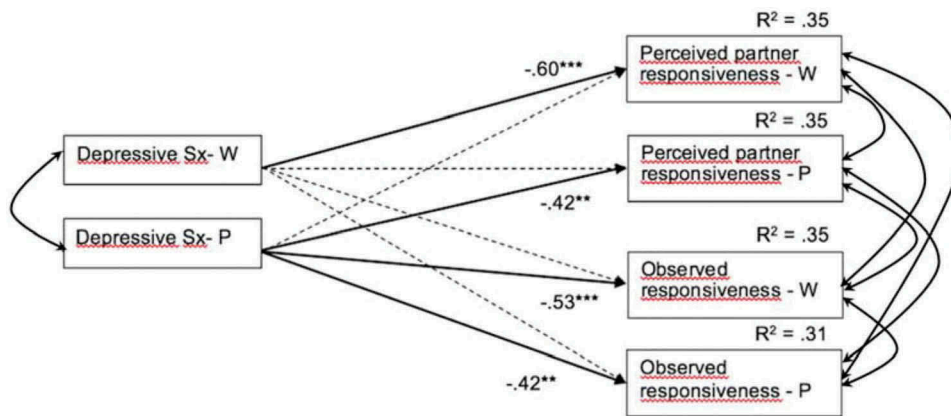 R² = .35
Perceived partner
responsiveness - W
-.60***
R² = .35
Depressive Sx- W
Perceived partner
responsiveness - P
-.42**
Depressive Sx- P
R² = .35
Observed
responsiveness - W
-.53***
R² = .31
Observed
responsiveness - P
-.42**